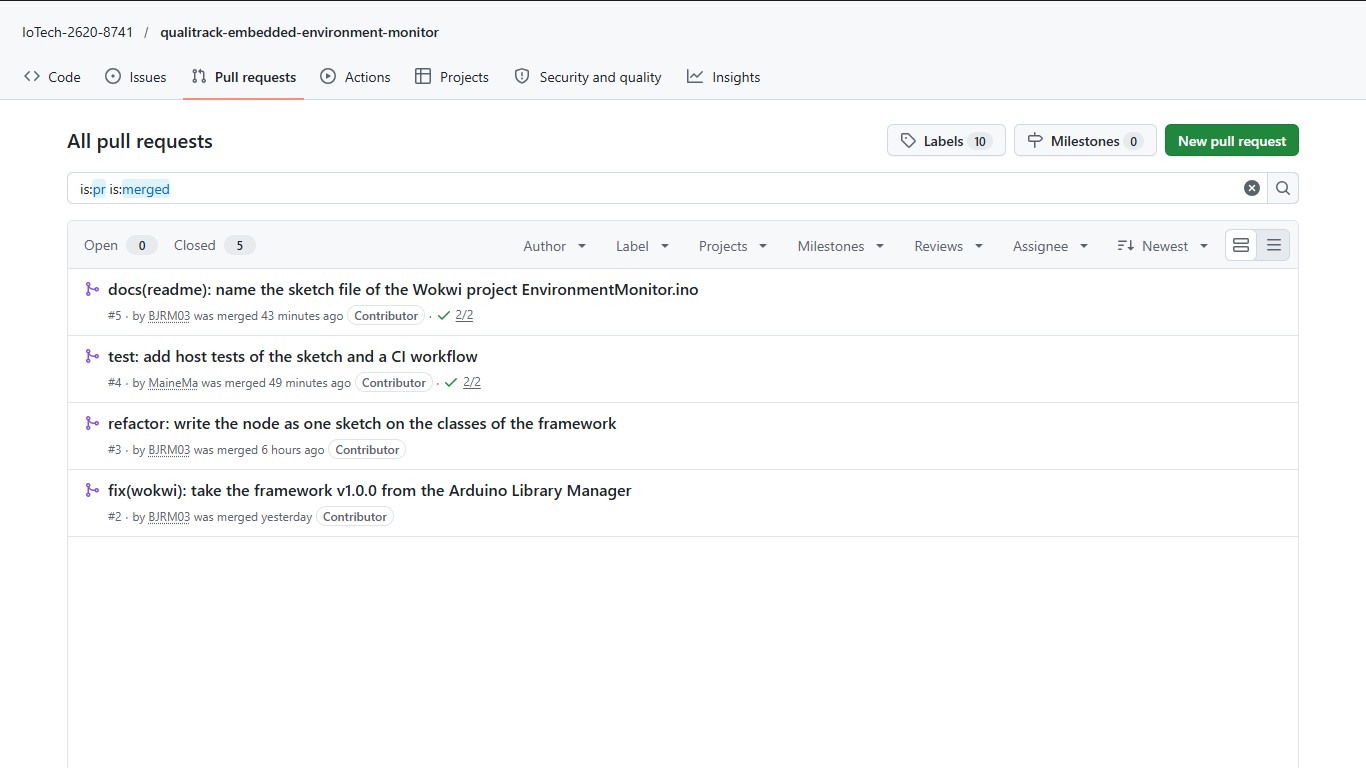 IoTech-2620-8741 / qualitrack-embedded-environment-monitor
Code Issues Pull requests Actions Projects Security and quality Insights
All pull requests
Labels 10 Milestones 0 New pull request
is:pr is:merged
Open 0 Closed 5 Author Label Projects Milestones Reviews Assignee Newest
docs(readme): name the sketch file of the Wokwi project EnvironmentMonitor.ino
#5 · by BJRM03 was merged 43 minutes ago Contributor · 2/2
test: add host tests of the sketch and a CI workflow
#4 · by MaineMa was merged 49 minutes ago Contributor · 2/2
refactor: write the node as one sketch on the classes of the framework
#3 · by BJRM03 was merged 6 hours ago Contributor
fix(wokwi): take the framework v1.0.0 from the Arduino Library Manager
#2 · by BJRM03 was merged yesterday Contributor